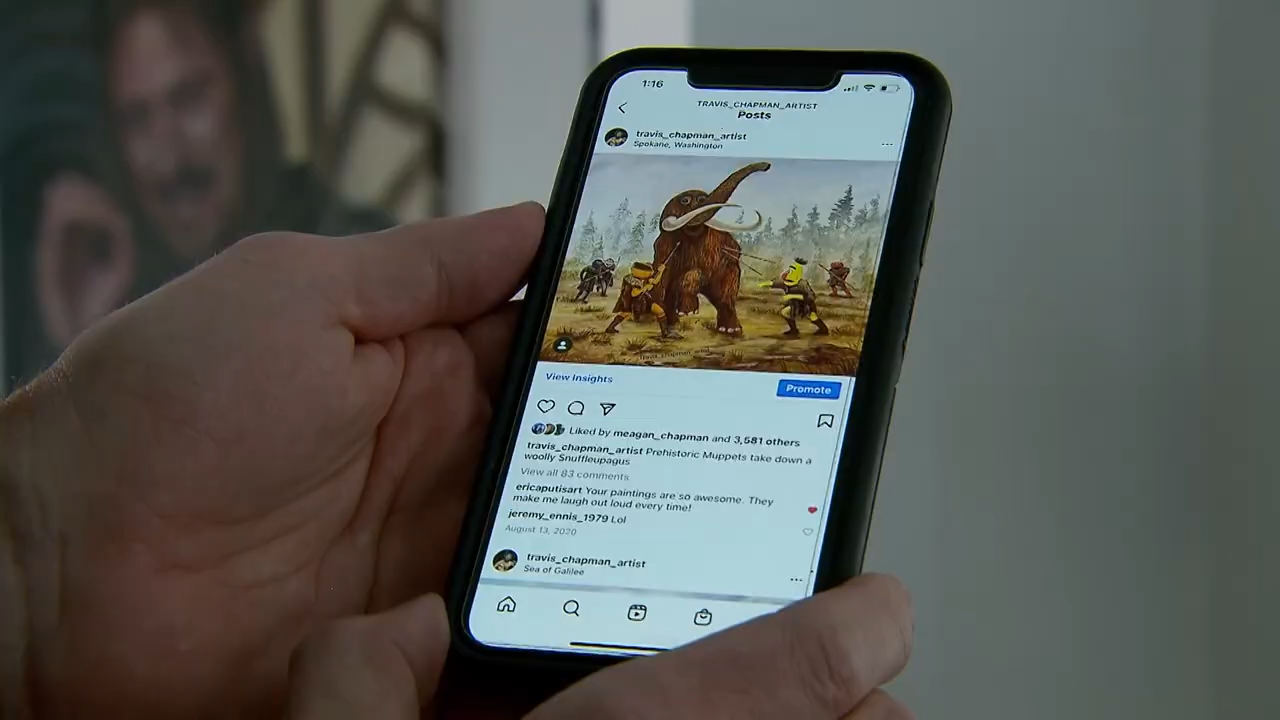 1:16
TRAVIS_CHAPMAN_ARTIST
Posts
travis_chapman_artist
Spokane, Washington
travis_chapman_artist
View Insights
Promote
Liked by meagan_chapman and 3,581 others
travis_chapman_artist Prehistoric Muppets take down a
woolly Snuffleupagus
View all 83 comments
ericaputisart Your paintings are so awesome. They
make me laugh out loud every time!
jeremy_ennis_1979 Lol
August 13, 2020
travis_chapman_artist
Sea of Galilee